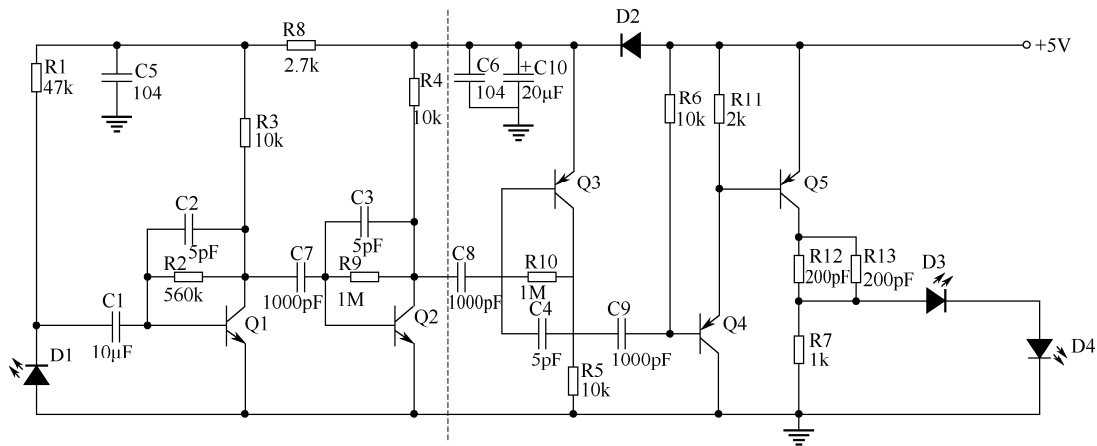 D2
R8
+5V
2.7k
R1
47k
C5
104
R4
10k
C6
104
+C10
20μF
R6
10k
R11
2k
R3
10k
Q3
Q5
C2
5pF
C3
5pF
R2
560k
C7
1000pF
R9
1M
C8
1000pF
R10
1M
R12
200pF
R13
200pF
D3
C1
10μF
Q1
Q2
C4
5pF
C9
1000pF
Q4
D1
R5
10k
R7
1k
D4